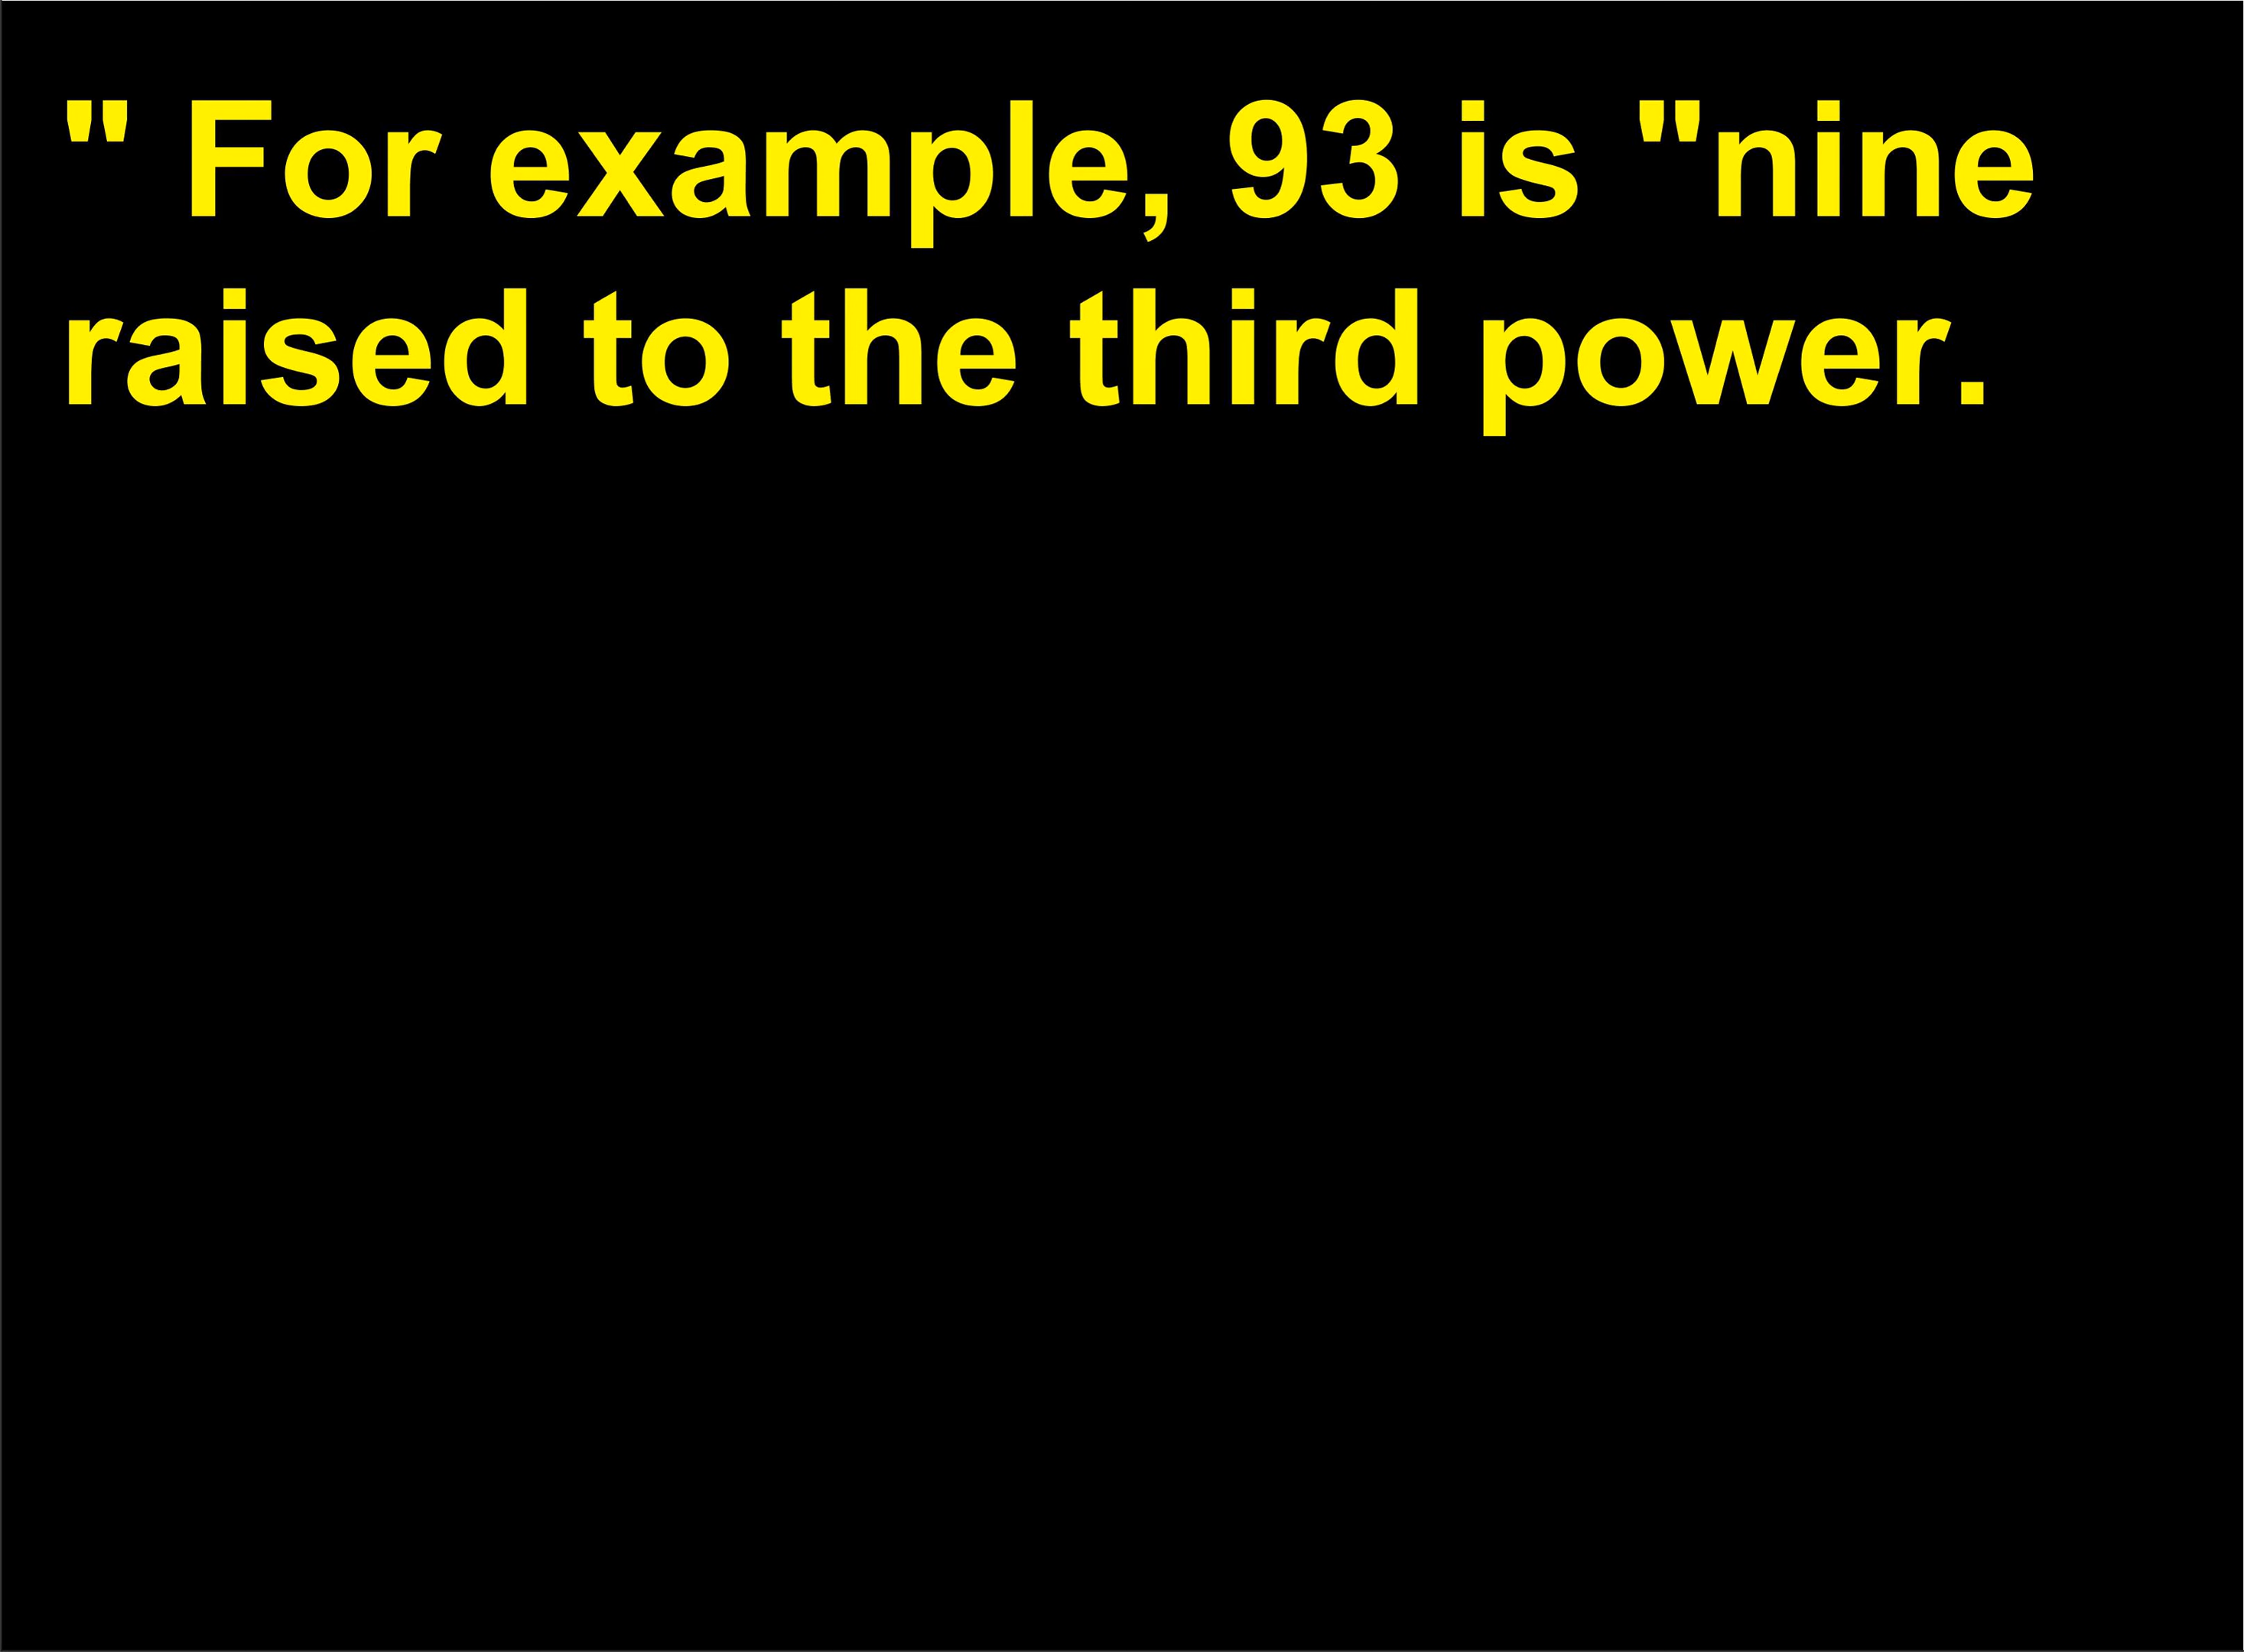 " For example, 93 is "nine
raised to the third power.